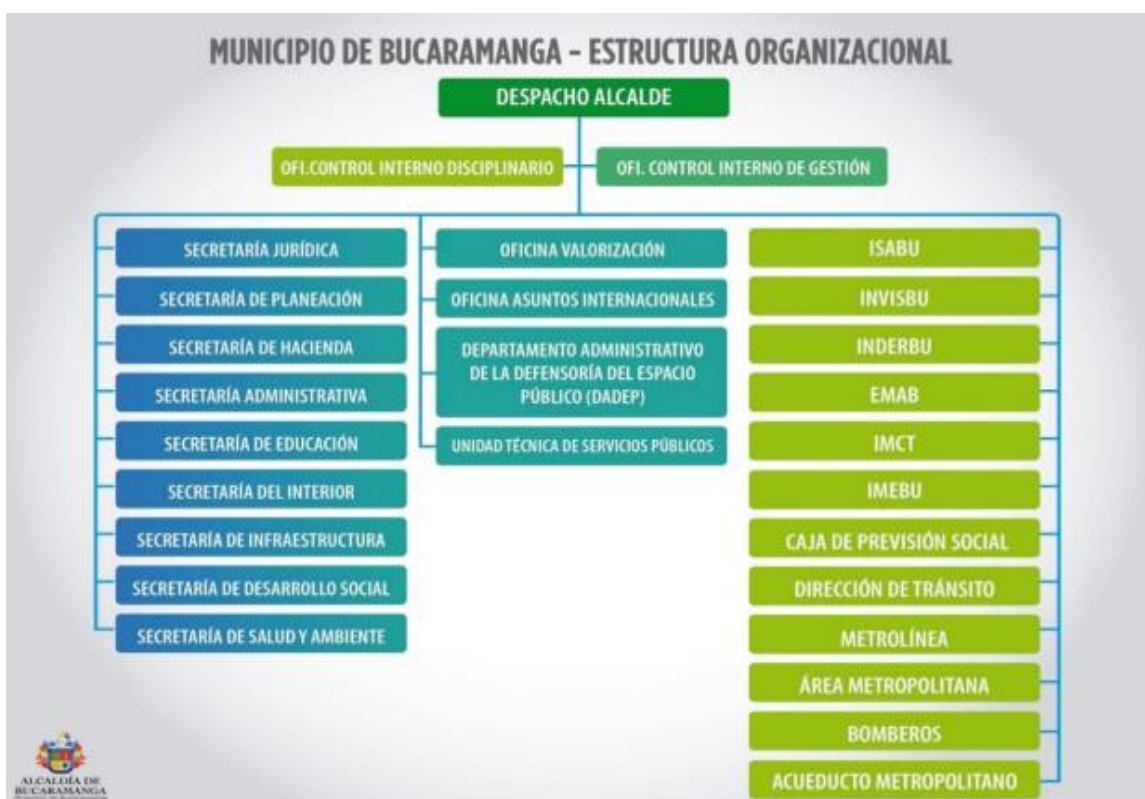 MUNICIPIO DE BUCARAMANGA – ESTRUCTURA ORGANIZACIONAL
DESPACHO ALCALDE
OFI.CONTROL INTERNO DISCIPLINARIO
OFI. CONTROL INTERNO DE GESTIÓN
SECRETARÍA JURÍDICA
SECRETARÍA DE PLANEACIÓN
SECRETARÍA DE HACIENDA
SECRETARÍA ADMINISTRATIVA
SECRETARÍA DE EDUCACIÓN
SECRETARÍA DEL INTERIOR
SECRETARÍA DE INFRAESTRUCTURA
SECRETARÍA DE DESARROLLO SOCIAL
SECRETARÍA DE SALUD Y AMBIENTE
OFICINA VALORIZACIÓN
OFICINA ASUNTOS INTERNACIONALES
DEPARTAMENTO ADMINISTRATIVO
DE LA DEFENSORÍA DEL ESPACIO
PÚBLICO (DADEP)
UNIDAD TÉCNICA DE SERVICIOS PÚBLICOS
ISABU
INVISBU
INDERBU
EMAB
IMCT
IMEBU
CAJA DE PREVISIÓN SOCIAL
DIRECCIÓN DE TRÁNSITO
METROLÍNEA
ÁREA METROPOLITANA
BOMBEROS
ACUEDUCTO METROPOLITANO
ALCALDÍA DE
BUCARAMANGA